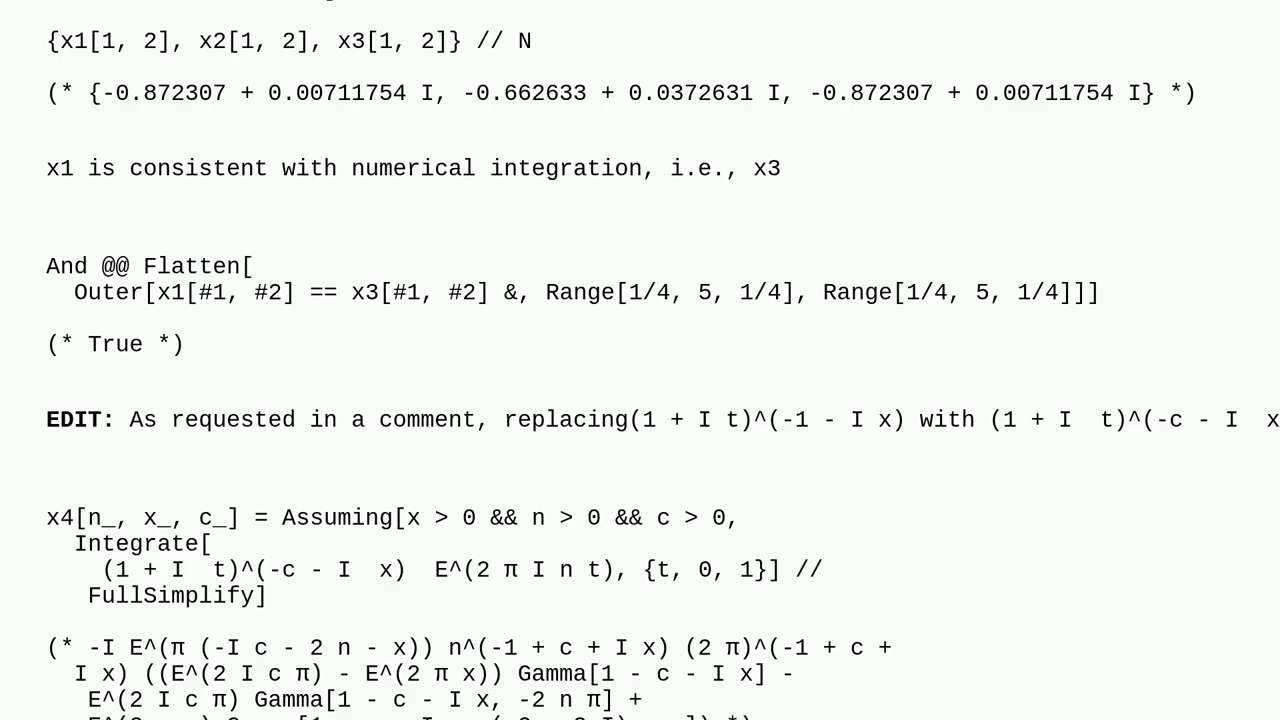 {x1[1, 2], x2[1, 2], x3[1, 2]} // N
(* {-0.872307 + 0.00711754 I, -0.662633 + 0.0372631 I, -0.872307 + 0.00711754 I} *)
x1 is consistent with numerical integration, i.e., x3
And @@ Flatten[
  Outer[x1[#1, #2] == x3[#1, #2] &, Range[1/4, 5, 1/4], Range[1/4, 5, 1/4]]]
(* True *)
EDIT: As requested in a comment, replacing(1 + I t)^(-1 - I x) with (1 + I  t)^(-c - I  x
x4[n_, x_, c_] = Assuming[x > 0 && n > 0 && c > 0,
  Integrate[
    (1 + I  t)^(-c - I  x)  E^(2 π I n t), {t, 0, 1}] //
   FullSimplify]
(* -I E^(π (-I c - 2 n - x)) n^(-1 + c + I x) (2 π)^(-1 + c +
  I x) ((E^(2 I c π) - E^(2 π x)) Gamma[1 - c - I x] -
   E^(2 I c π) Gamma[1 - c - I x, -2 n π] +